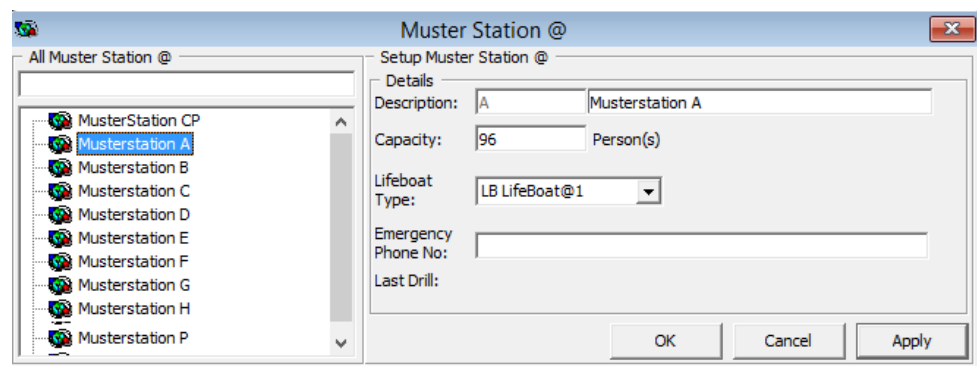 Muster Station @
All Muster Station @
MusterStation CP
Musterstation A
Musterstation B
Musterstation C
Musterstation D
Musterstation E
Musterstation F
Musterstation G
Musterstation H
Musterstation P
Setup Muster Station @
Details
Description: A Musterstation A
Capacity: 96 Person(s)
Lifeboat
Type: LB LifeBoat@1
Emergency
Phone No:
Last Drill:
OK Cancel Apply